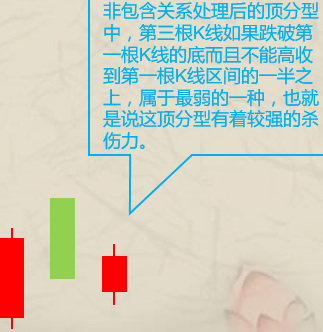 非包含关系处理后的顶分型
中，第三根K线如果跌破第
一根K线的底而且不能高收
到第一根K线区间的一半之
上，属于最弱的一种，也就
是说这顶分型有着较强的杀
伤力。